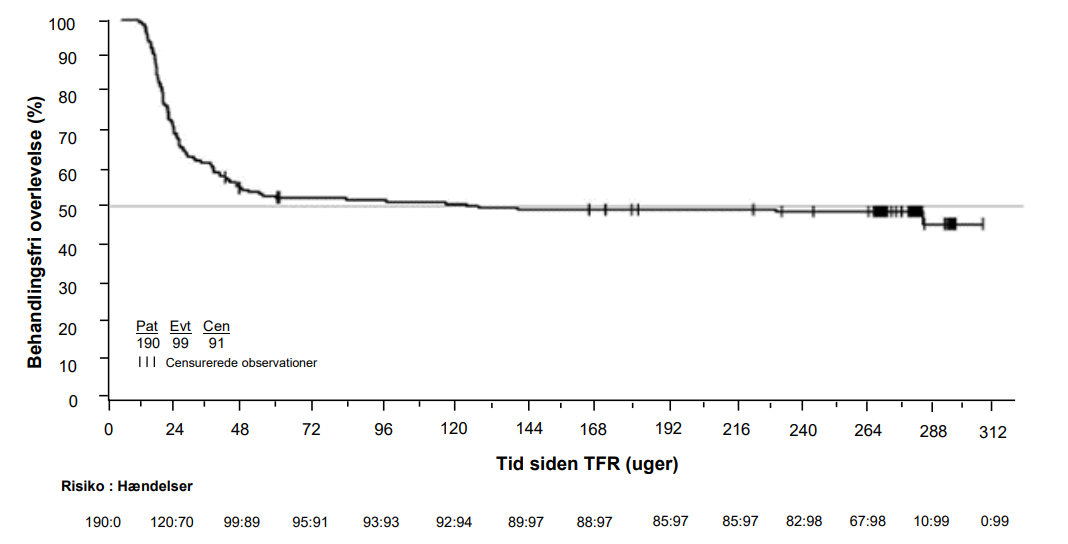 100
90
80
70
60
50
40
30
20
10
0
Behandlingsfri overlevelse (%)
Pat Evt Cen
190 99 91
Censurerede observationer
0 24 48 72 96 120 144 168 192 216 240 264 288 312
Tid siden TFR (uger)
Risiko : Hændelser
190:0 120:70 99:89 95:91 93:93 92:94 89:97 88:97 85:97 85:97 82:98 67:98 10:99 0:99